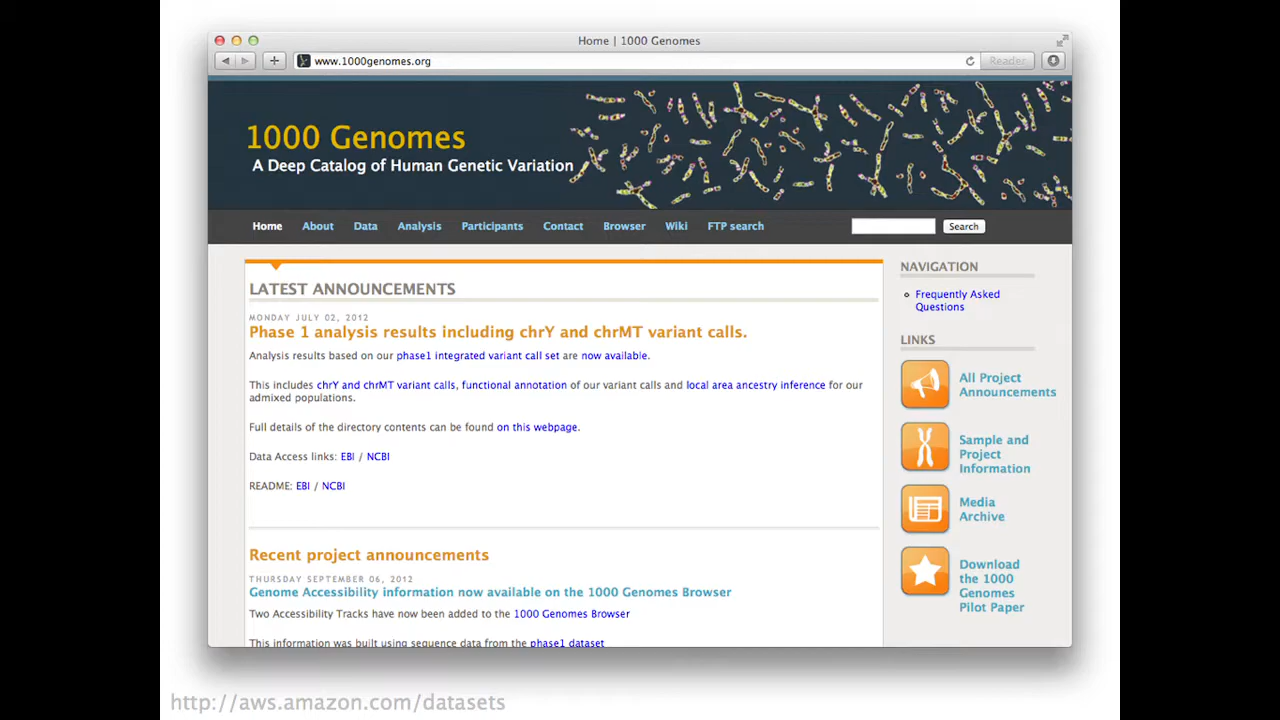 Home | 1000 Genomes
www.1000genomes.org
Reader
1000 Genomes
A Deep Catalog of Human Genetic Variation
Home About Data Analysis Participants Contact Browser Wiki FTP search Search
LATEST ANNOUNCEMENTS
MONDAY JULY 02, 2012
Phase 1 analysis results including chrY and chrMT variant calls.
Analysis results based on our phase1 integrated variant call set are now available.
This includes chrY and chrMT variant calls, functional annotation of our variant calls and local area ancestry inference for our
admixed populations.
Full details of the directory contents can be found on this webpage.
Data Access links: EBI / NCBI
README: EBI / NCBI
Recent project announcements
THURSDAY SEPTEMBER 06, 2012
Genome Accessibility information now available on the 1000 Genomes Browser
Two Accessibility Tracks have now been added to the 1000 Genomes Browser
This information was built using sequence data from the phase1 dataset
NAVIGATION
Frequently Asked
Questions
LINKS
All Project
Announcements
Sample and
Project
Information
Media
Archive
Download
the 1000
Genomes
Pilot Paper
http://aws.amazon.com/datasets